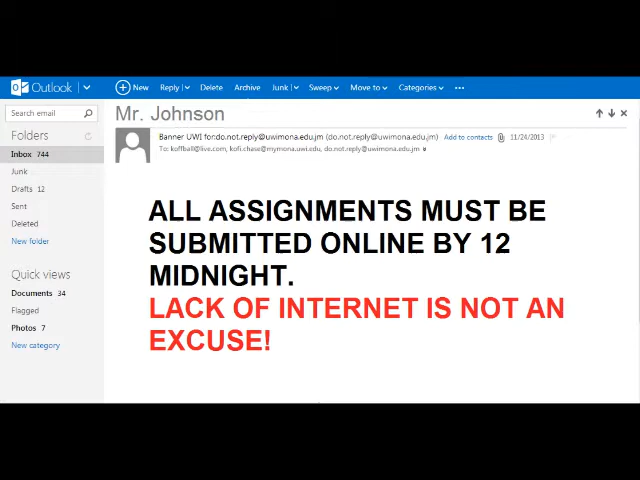 Outlook
New Reply Delete Archive Junk Sweep Move to Categories ...
Search email
Mr. Johnson
Folders
Banner UWI for:do.not.reply@uwimona.edu.jm (do.not.reply@uwimona.edu.jm) Add to contacts 11/24/2013
To: koffball@live.com, kofi.chase@mymona.uwi.edu, do.not.reply@uwimona.edu.jm
Inbox 744
Junk
Drafts 12
Sent
Deleted
New folder
Quick views
Documents 34
Flagged
Photos 7
New category
ALL ASSIGNMENTS MUST BE
SUBMITTED ONLINE BY 12
MIDNIGHT.
LACK OF INTERNET IS NOT AN
EXCUSE!